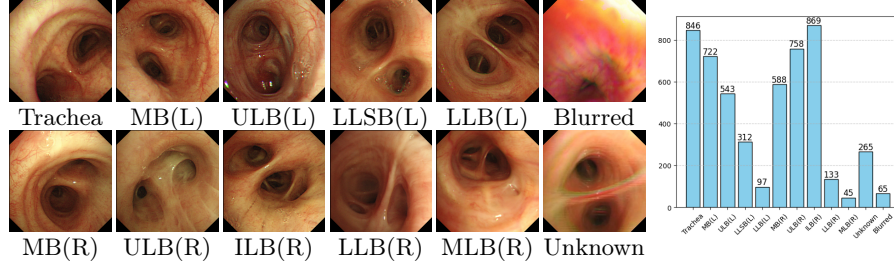 Trachea MB(L) ULB(L) LLSB(L) LLB(L) Blurred
MB(R) ULB(R) ILB(R) LLB(R) MLB(R) Unknown
800
600
400
200
0
846
722
543
312
97
588
758
869
133
45
265
65
Trachea
MB(L)
ULB(L)
LLSB(L)
LLB(L)
MB(R)
ULB(R)
ILB(R)
LLB(R)
MLB(R)
Unknown
Blurred